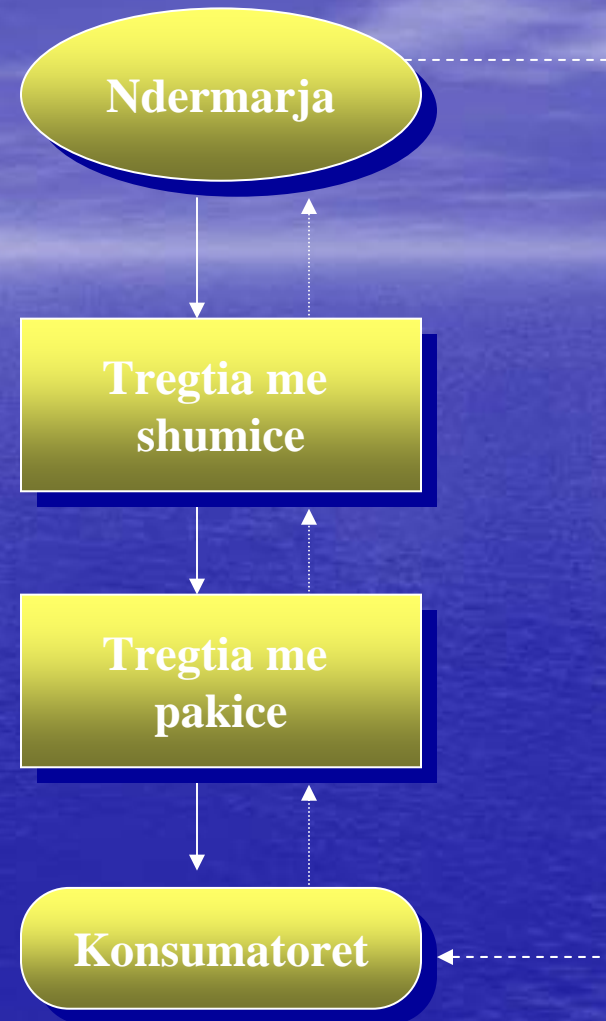 Ndermarja
Tregtia me
shumice
Tregtia me
pakice
Konsumatoret